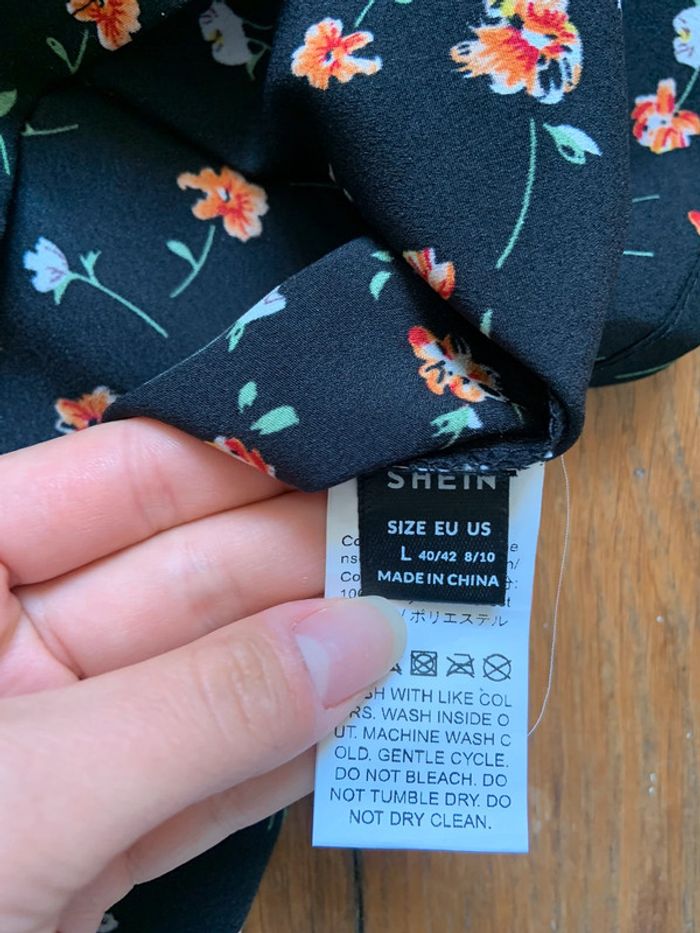 SHEIN
SIZE EU US
L 40/42 8/10
MADE IN CHINA
/ポリエステル
SH WITH LIKE COL
RS. WASH INSIDE O
UT. MACHINE WASH C
OLD. GENTLE CYCLE.
DO NOT BLEACH. DO
NOT TUMBLE DRY. DO
NOT DRY CLEAN.